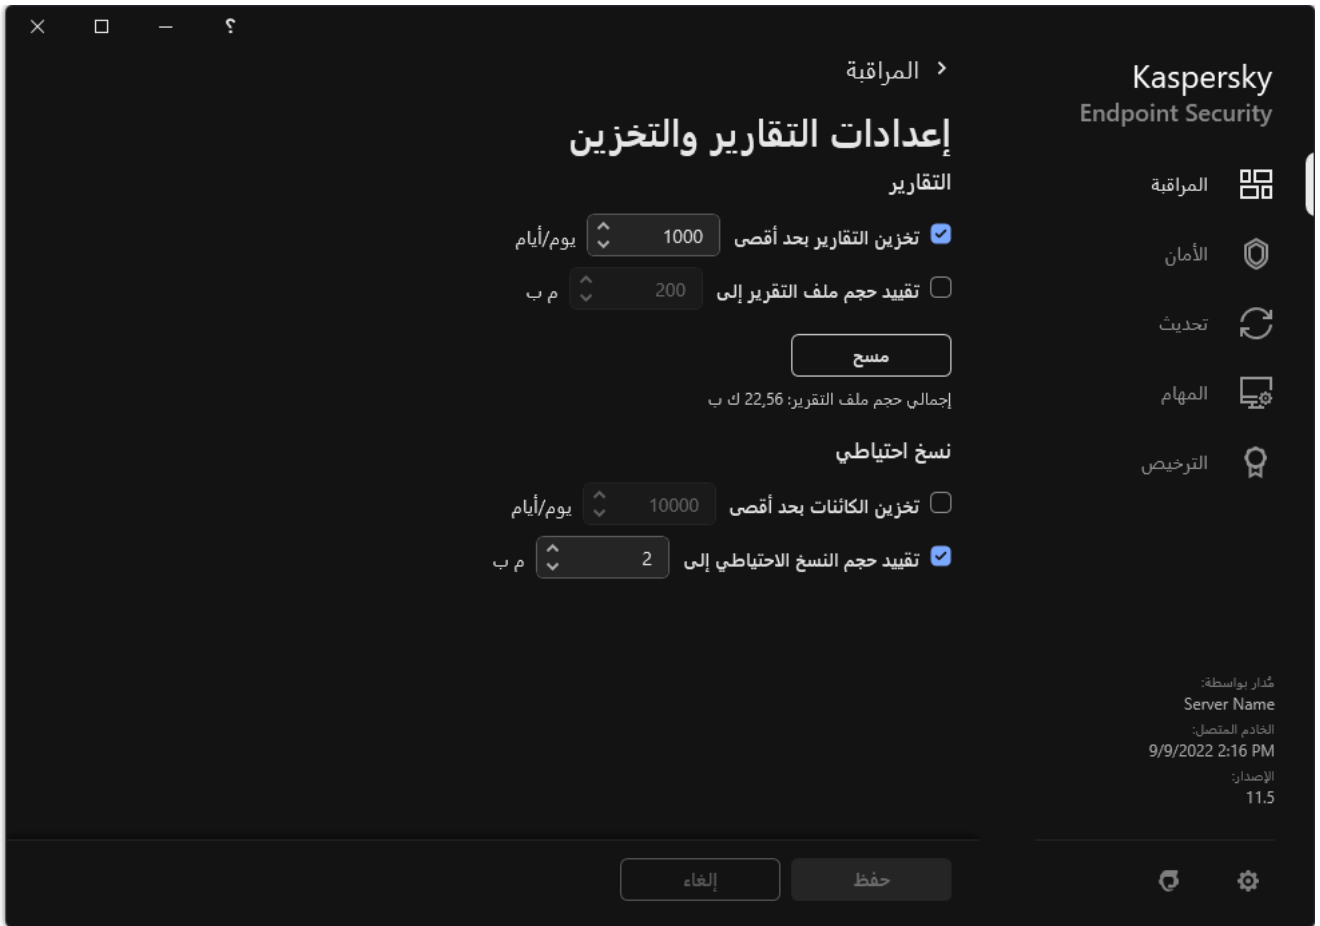 ؟
المراقبة
إعدادات التقارير والتخزين
التقارير
تخزين التقارير بحد أقصى 1000 يوم/أيام
تقييد حجم ملف التقرير إلى 200 م ب
مسح
إجمالي حجم ملف التقرير: 22,56 ك ب
نسخ احتياطي
تخزين الكائنات بحد أقصى 10000 يوم/أيام
تقييد حجم النسخ الاحتياطي إلى 2 م ب
حفظ
إلغاء
Kaspersky
Endpoint Security
المراقبة
الأمان
تحديث
المهام
الترخيص
مُدار بواسطة:
Server Name
الخادم المتصل:
9/9/2022 2:16 PM
الإصدار:
11.5